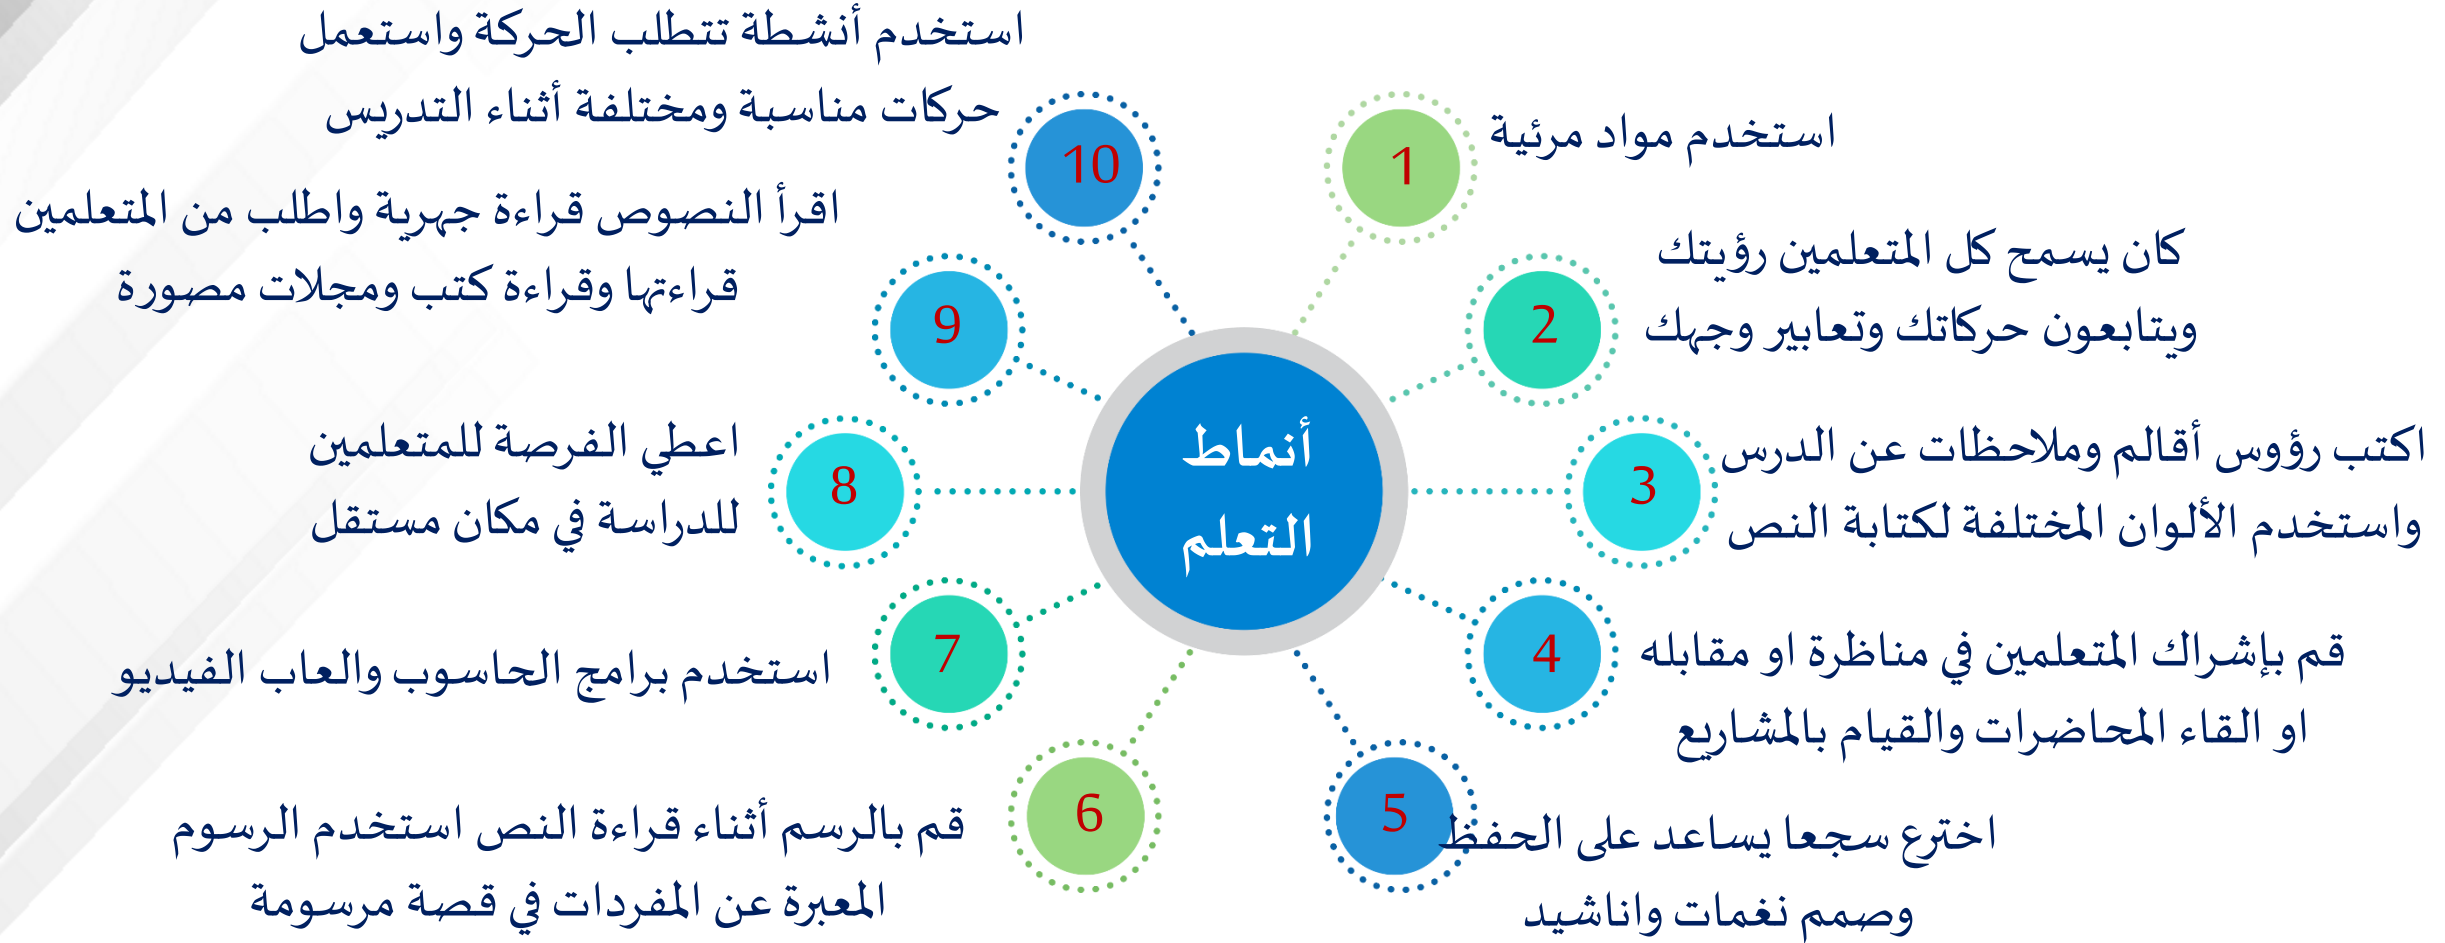 أنماط
التعلم
1
استخدم مواد مرئية
2
كان يسمح كل المتعلمين رؤيتك
ويتابعون حركاتك وتعابير وجهك
3
اكتب رؤوس أقالم وملاحظات عن الدرس
واستخدم الألوان المختلفة لكتابة النص
4
قم بإشراك المتعلمين في مناظرة او مقابله
او القاء المحاضرات والقيام بالمشاريع
5
اخترع سجعا يساعد على الحفظ
وصمم نغمات واناشيد
6
قم بالرسم أثناء قراءة النص استخدم الرسوم
المعبرة عن المفردات في قصة مرسومة
7
استخدم برامج الحاسوب والعاب الفيديو
8
اعطي الفرصة للمتعلمين
للدراسة في مكان مستقل
9
اقرأ النصوص قراءة جهرية واطلب من المتعلمين
قراءتها وقراءة كتب ومجلات مصورة
10
استخدم أنشطة تتطلب الحركة واستعمل
حركات مناسبة ومختلفة أثناء التدريس